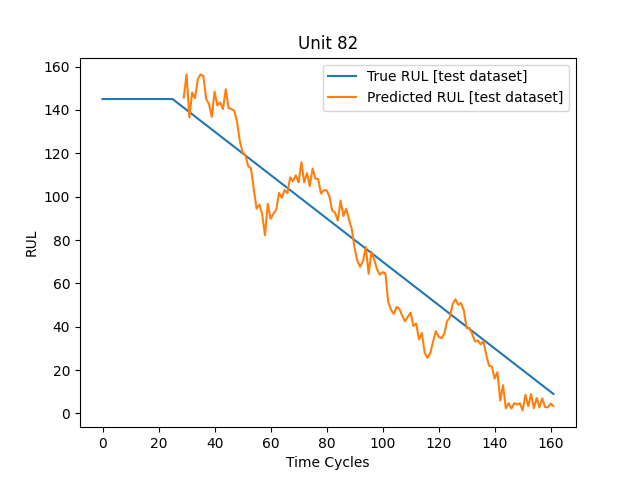 Unit 82
True RUL [test dataset]
Predicted RUL [test dataset]
160
140
120
100
80
60
40
20
0
RUL
0 20 40 60 80 100 120 140 160
Time Cycles